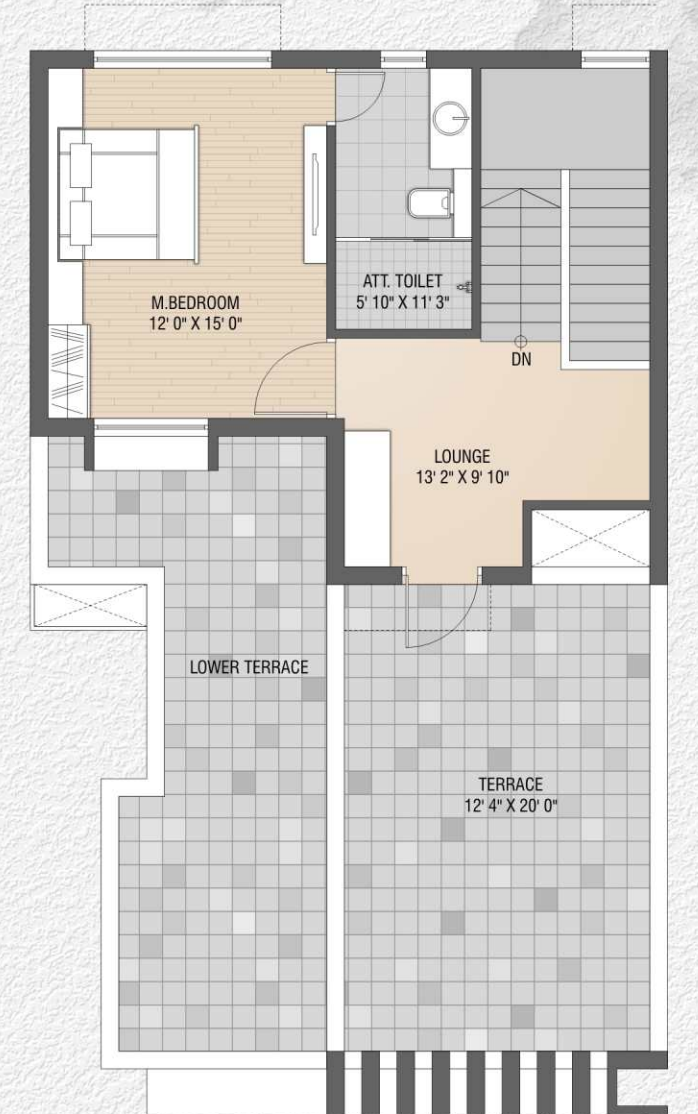 M.BEDROOM
12' 0" X 15' 0"
ATT. TOILET
5' 10" X 11' 3"
DN
LOUNGE
13' 2" X 9' 10"
LOWER TERRACE
TERRACE
12' 4" X 20' 0"